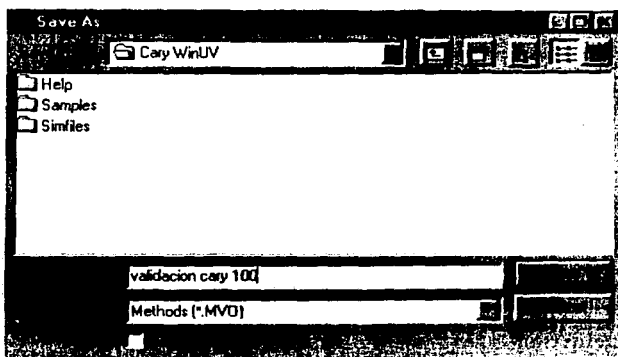 Save As
Cary WinUV
Help
Samples
Simfiles
validacion cary 100
Methods (*.MVO)